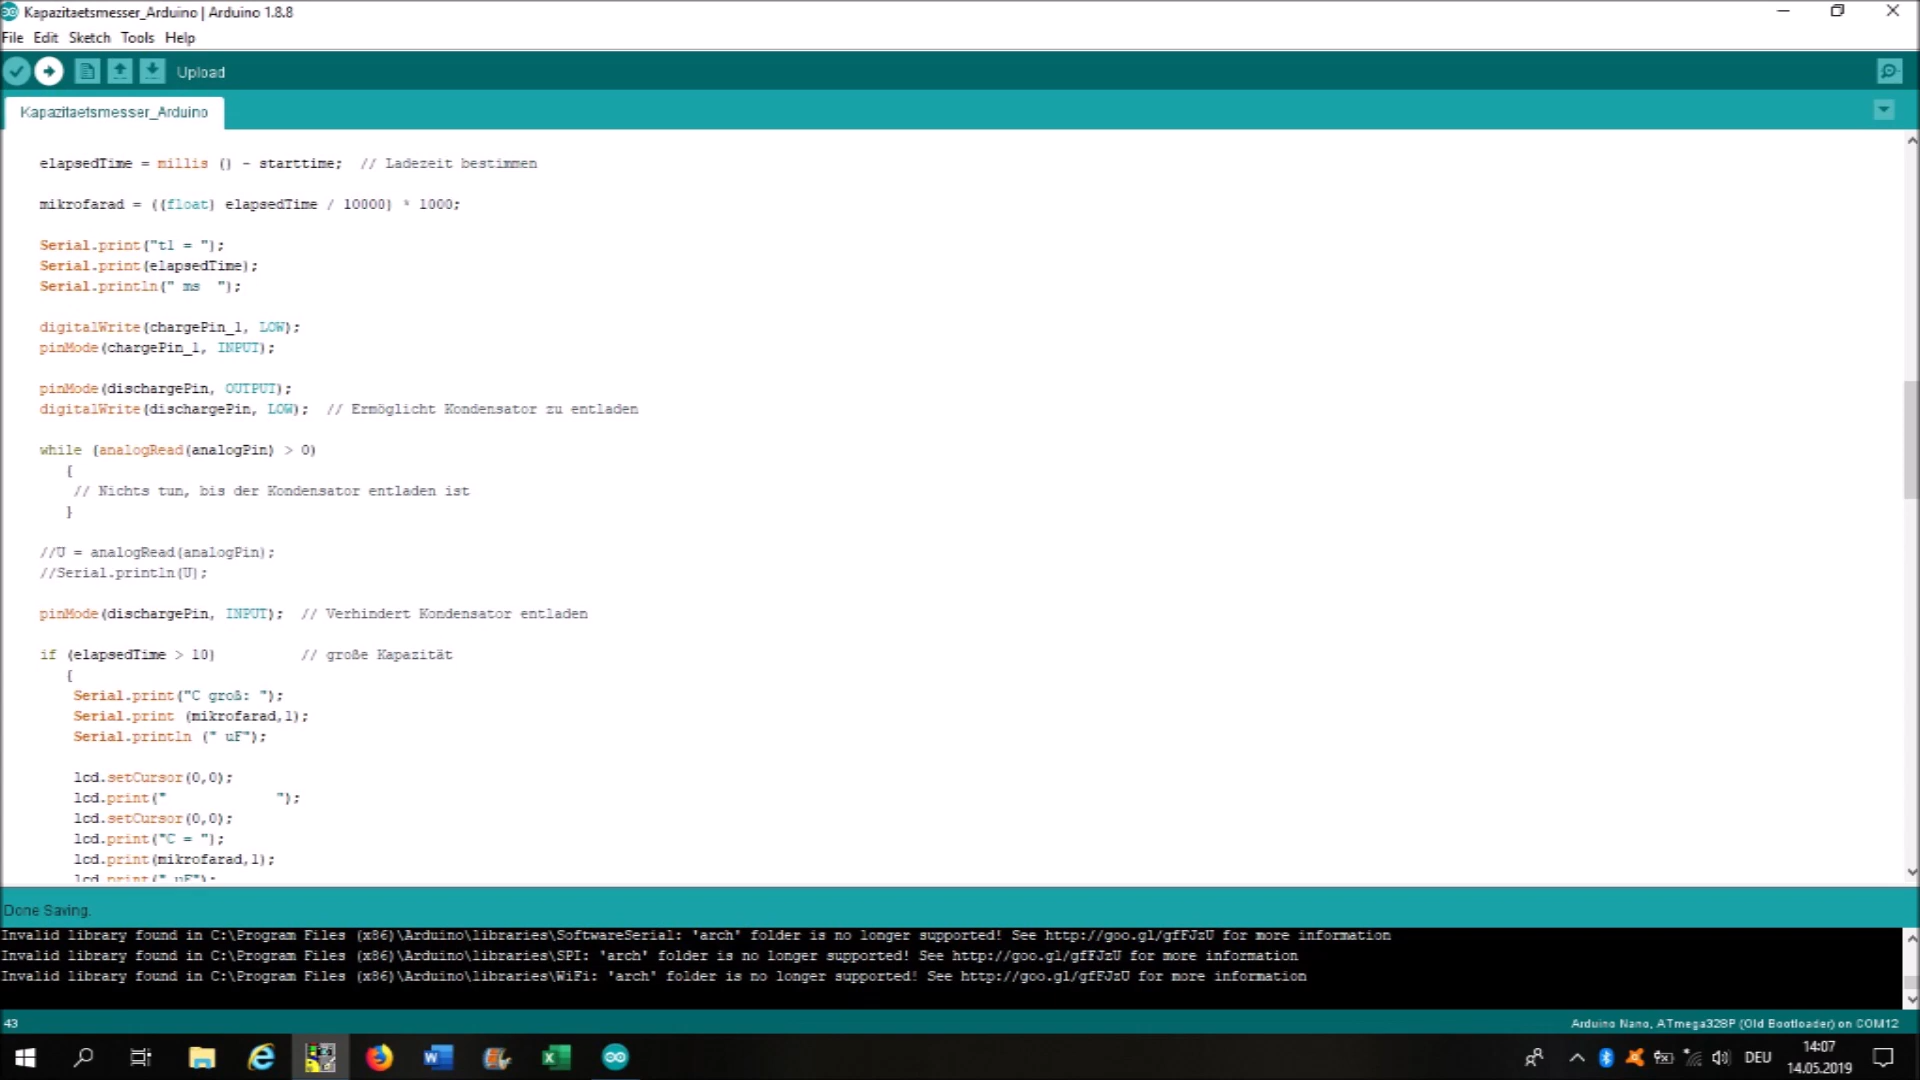 Kapazitaetsmesser_Arduino | Arduino 1.8.8
File Edit Sketch Tools Help
Upload
Kapazitaetsmesser_Arduino
elapsedTime = millis () - starttime;  // Ladezeit bestimmen
mikrofarad = ((float) elapsedTime / 10000) * 1000;
Serial.print("t1 = ");
Serial.print(elapsedTime);
Serial.println(" ms  ");
digitalWrite(chargePin_1, LOW);
pinMode(chargePin_1, INPUT);
pinMode(dischargePin, OUTPUT);
digitalWrite(dischargePin, LOW);  // Ermöglicht Kondensator zu entladen
while (analogRead(analogPin) > 0)
{
// Nichts tun, bis der Kondensator entladen ist
}
//U = analogRead(analogPin);
//Serial.println(U);
pinMode(dischargePin, INPUT);  // Verhindert Kondensator entladen
if (elapsedTime > 10)          // große Kapazität
{
Serial.print("C groß: ");
Serial.print (mikrofarad,1);
Serial.println (" uF");
lcd.setCursor(0,0);
lcd.print("             ");
lcd.setCursor(0,0);
lcd.print("C = ");
lcd.print(mikrofarad,1);
lcd.print(" uF");
Done Saving.
Invalid library found in C:\Program Files (x86)\Arduino\libraries\SoftwareSerial: 'arch' folder is no longer supported! See http://goo.gl/gfFJzU for more information
Invalid library found in C:\Program Files (x86)\Arduino\libraries\SPI: 'arch' folder is no longer supported! See http://goo.gl/gfFJzU for more information
Invalid library found in C:\Program Files (x86)\Arduino\libraries\WiFi: 'arch' folder is no longer supported! See http://goo.gl/gfFJzU for more information
43
Arduino Nano, ATmega328P (Old Bootloader) on COM12
DEU
14:07
14.05.2019